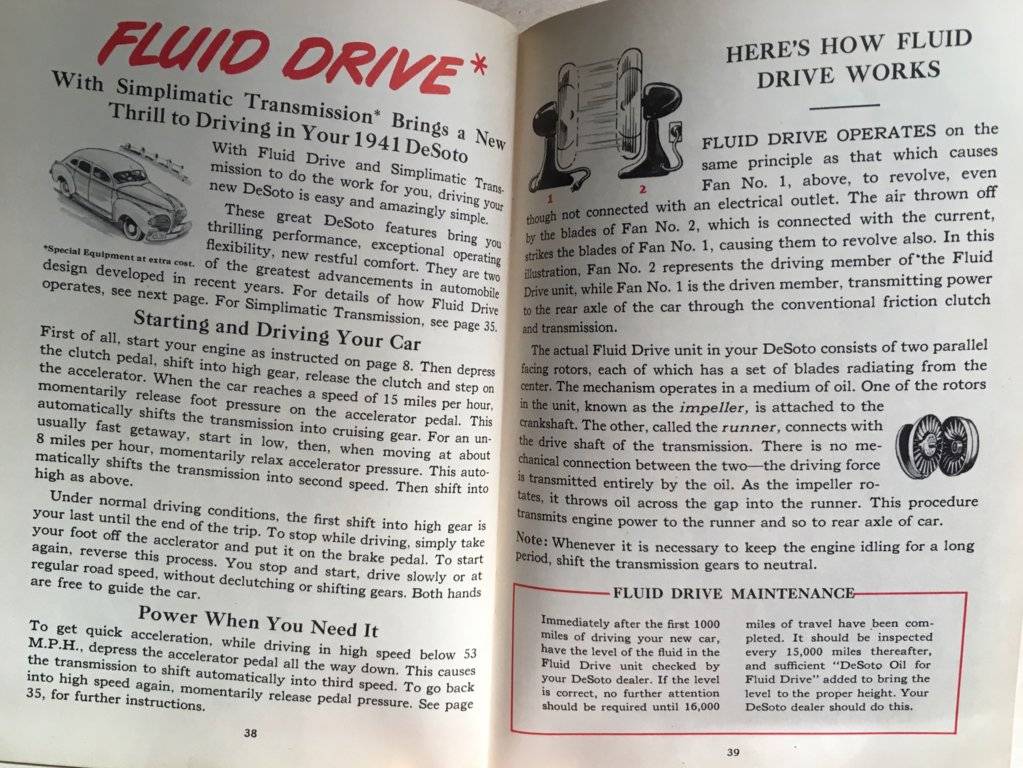 FLUID DRIVE*
With Simplimatic Transmission* Brings a New
Thrill to Driving in Your 1941 DeSoto
With Fluid Drive and Simplimatic Trans-
mission to do the work for you, driving your
new DeSoto is easy and amazingly simple.
These great DeSoto features bring you
thrilling performance, exceptional operating
flexibility, new restful comfort. They are two
*Special Equipment at extra cost.
of the greatest advancements in automobile
design developed in recent years. For details of how Fluid Drive
operates, see next page. For Simplimatic Transmission, see page 35.
Starting and Driving Your Car
First of all, start your engine as instructed on page 8. Then depress
the clutch pedal, shift into high gear, release the clutch and step on
the accelerator. When the car reaches a speed of 15 miles per hour,
momentarily release foot pressure on the accelerator pedal. This
automatically shifts the transmission into cruising gear. For an un-
usually fast getaway, start in low, then, when moving at about
8 miles per hour, momentarily relax accelerator pressure. This auto-
matically shifts the transmission into second speed. Then shift into
high as above.
Under normal driving conditions, the first shift into high gear is
your last until the end of the trip. To stop while driving, simply take
your foot off the acclerator and put it on the brake pedal. To start
again, reverse this process. You stop and start, drive slowly or at
regular road speed, without declutching or shifting gears. Both hands
are free to guide the car.
Power When You Need It
To get quick acceleration, while driving in high speed below 53
M.P.H., depress the accelerator pedal all the way down. This causes
the transmission to shift automatically into third speed. To go back
into high speed again, momentarily release pedal pressure. See page
35, for further instructions.
38
HERE'S HOW FLUID
DRIVE WORKS
1
2
FLUID DRIVE OPERATES on the
same principle as that which causes
Fan No. 1, above, to revolve, even
though not connected with an electrical outlet. The air thrown off
by the blades of Fan No. 2, which is connected with the current,
strikes the blades of Fan No. 1, causing them to revolve also. In this
illustration, Fan No. 2 represents the driving member of the Fluid
Drive unit, while Fan No. 1 is the driven member, transmitting power
to the rear axle of the car through the conventional friction clutch
and transmission.
The actual Fluid Drive unit in your DeSoto consists of two parallel
facing rotors, each of which has a set of blades radiating from the
center. The mechanism operates in a medium of oil. One of the rotors
in the unit, known as the impeller, is attached to the
crankshaft. The other, called the runner, connects with
the drive shaft of the transmission. There is no me-
chanical connection between the two—the driving force
is transmitted entirely by the oil. As the impeller ro-
tates, it throws oil across the gap into the runner. This procedure
transmits engine power to the runner and so to rear axle of car.
Note: Whenever it is necessary to keep the engine idling for a long
period, shift the transmission gears to neutral.
FLUID DRIVE MAINTENANCE
Immediately after the first 1000
miles of driving your new car,
have the level of the fluid in the
Fluid Drive unit checked by
your DeSoto dealer. If the level
is correct, no further attention
should be required until 16,000
miles of travel have been com-
pleted. It should be inspected
every 15,000 miles thereafter,
and sufficient "DeSoto Oil for
Fluid Drive" added to bring the
level to the proper height. Your
DeSoto dealer should do this.
39